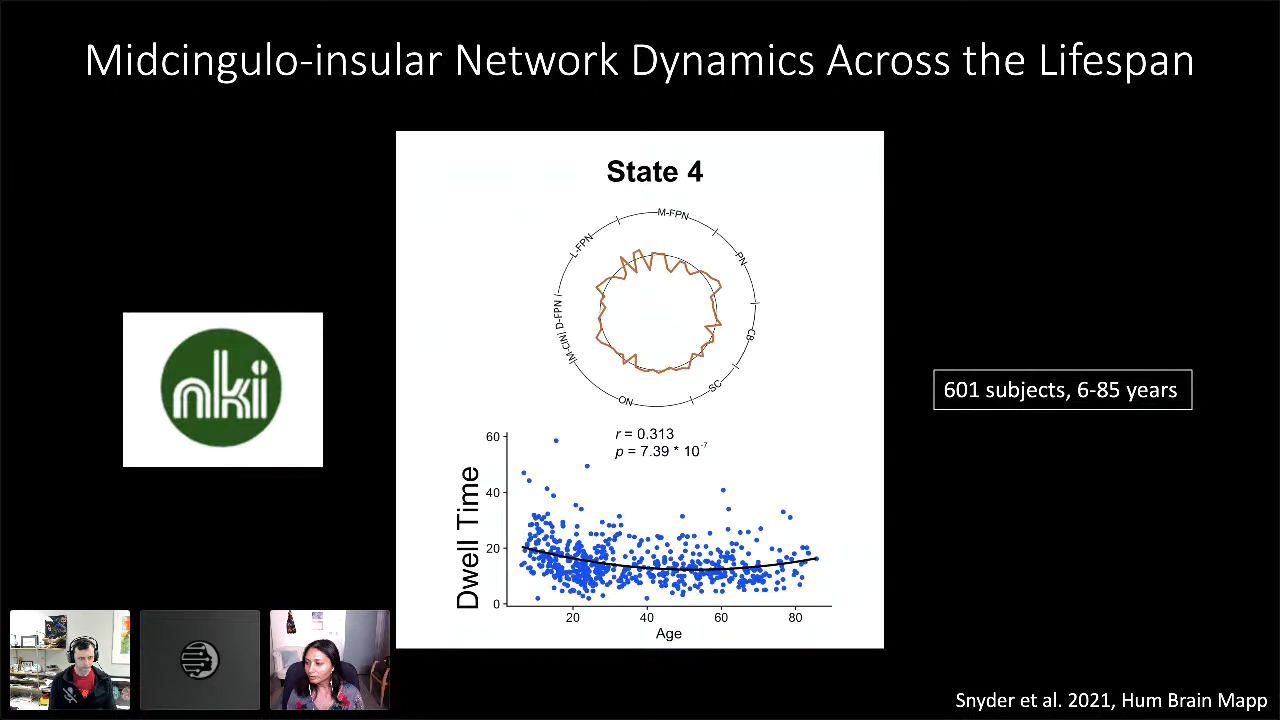 Midcingulo-insular Network Dynamics Across the Lifespan
State 4
M-FPN
L-FPN
PN
M-CIN
D-FPN
CB
SC
ON
nki
601 subjects, 6-85 years
r = 0.313
p = 7.39 * 10^-7
60
40
20
0
Dwell Time
20 40 60 80
Age
Snyder et al. 2021, Hum Brain Mapp